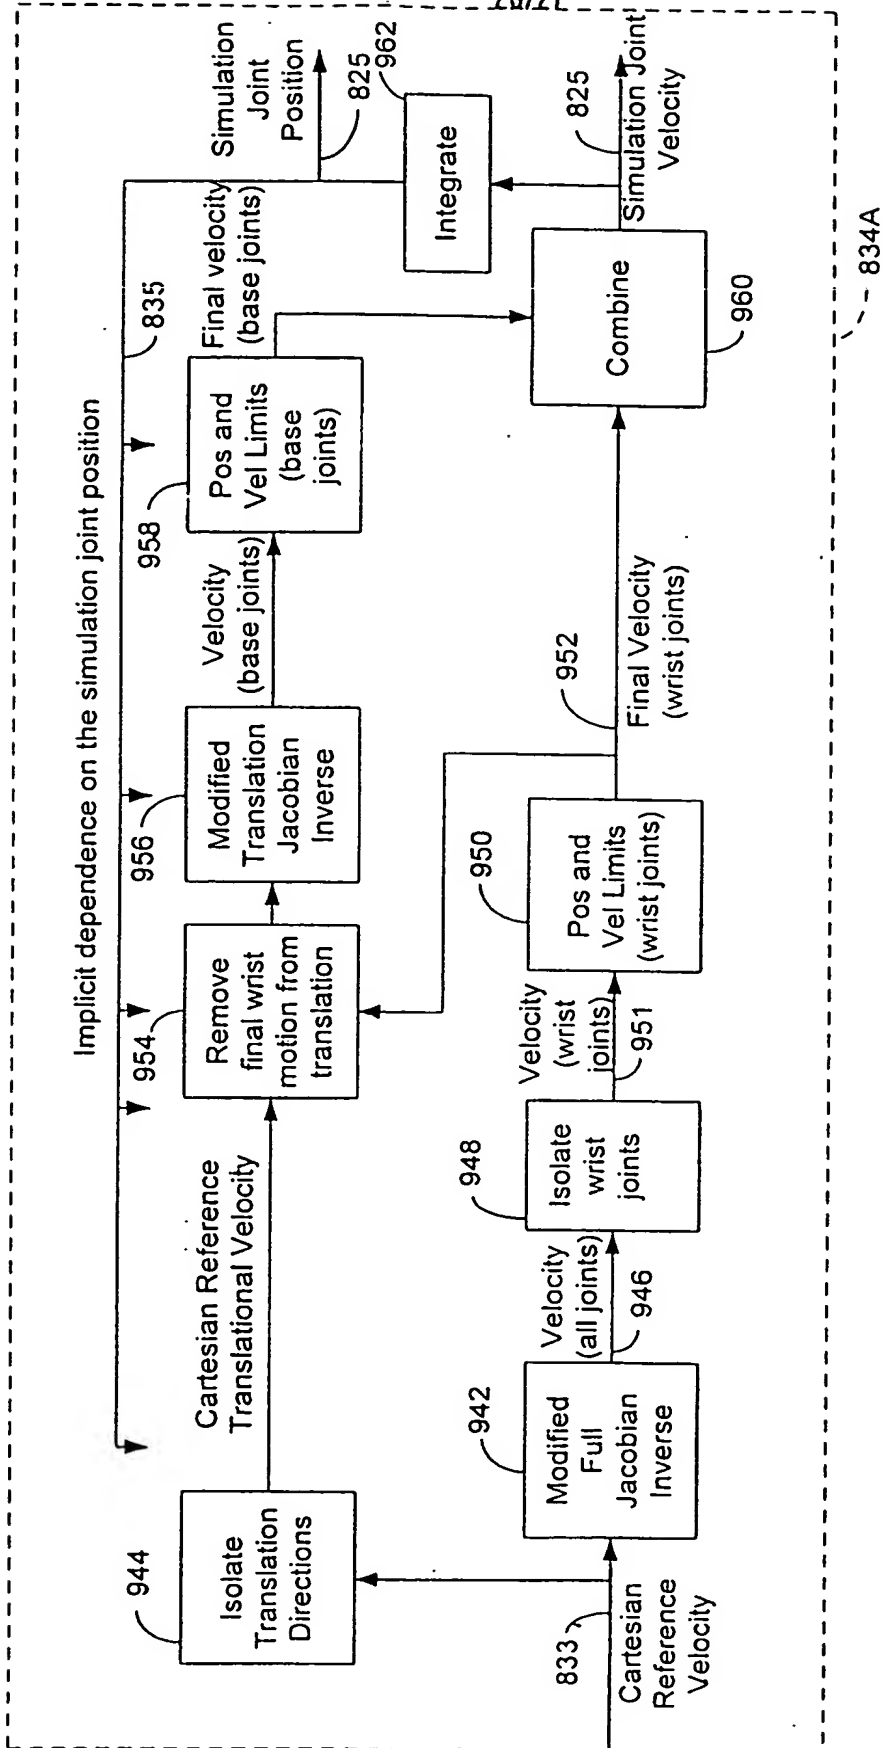 Implicit dependence on the simulation joint position
835
944
Isolate
Translation
Directions
Cartesian Reference
Translational Velocity
954
Remove
final wrist
motion from
translation
956
Modified
Translation
Jacobian
Inverse
Velocity
(base joints)
958
Pos and
Vel Limits
(base
joints)
Final velocity
(base joints)
Simulation
Joint
Position
825
962
Integrate
833
Cartesian
Reference
Velocity
942
Modified
Full
Jacobian
Inverse
Velocity
(all joints)
946
948
Isolate
wrist
joints
Velocity
(wrist
joints)
951
950
Pos and
Vel Limits
(wrist joints)
952
Final Velocity
(wrist joints)
Combine
960
825
Simulation Joint
Velocity
834A